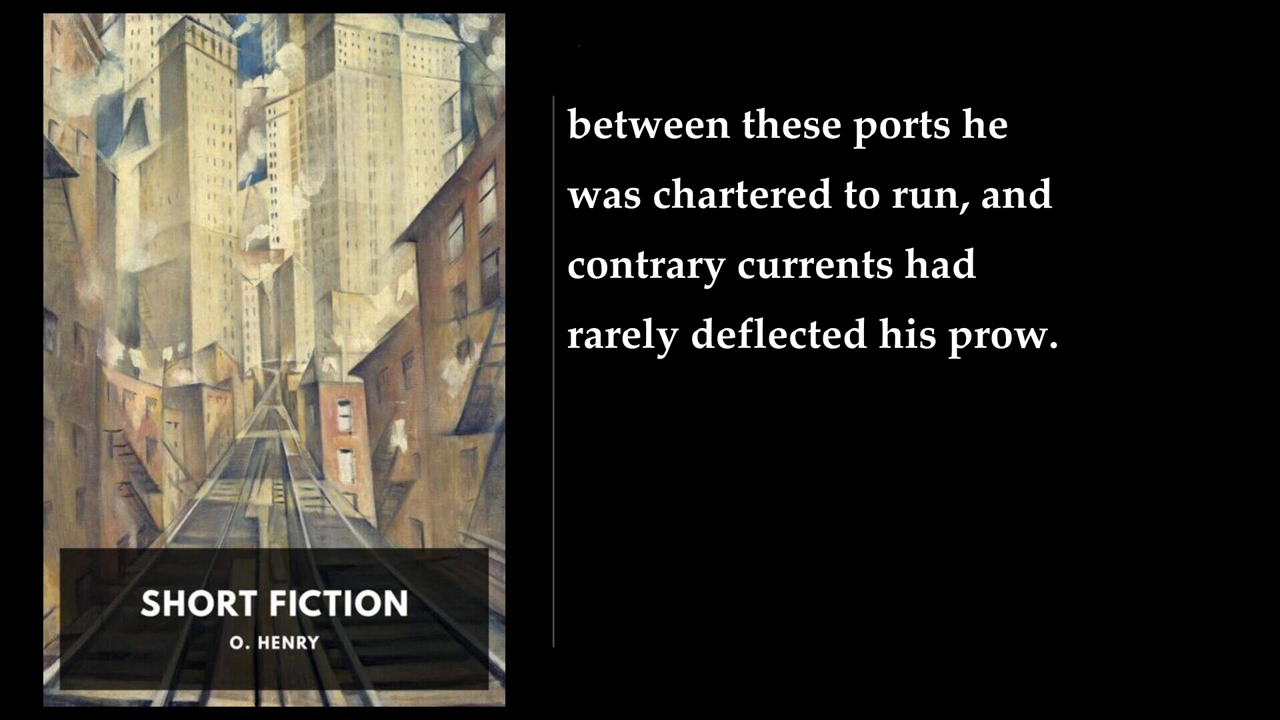 between these ports he
was chartered to run, and
contrary currents had
rarely deflected his prow.
SHORT FICTION
O. HENRY